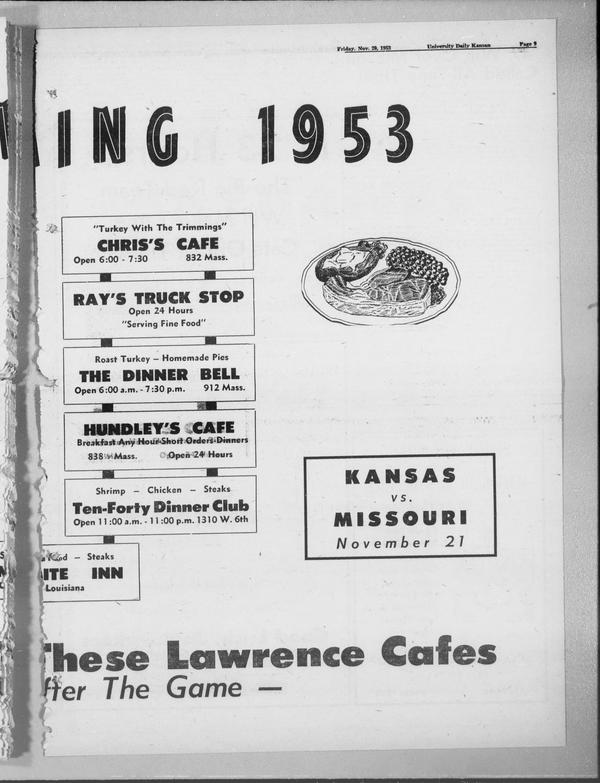 Friday, Nov. 20, 1953 University Daily Kansan Page 9
ING 1953
"Turkey With The Trimmings"
CHRIS'S CAFE
Open 6:00 - 7:30 832 Mass.
RAY'S TRUCK STOP
Open 24 Hours
"Serving Fine Food"
Roast Turkey — Homemade Pies
THE DINNER BELL
Open 6:00 a.m. - 7:30 p.m. 912 Mass.
HUNDLEY'S CAFE
Breakfast Any Hour-Short Orders-Dinners
838 Mass. Open 24 Hours
Shrimp — Chicken — Steaks
Ten-Forty Dinner Club
Open 11:00 a.m. - 11:00 p.m. 1310 W. 6th
— Steaks
ITE INN
Louisiana
KANSAS
vs.
MISSOURI
November 21
These Lawrence Cafes
fter The Game —